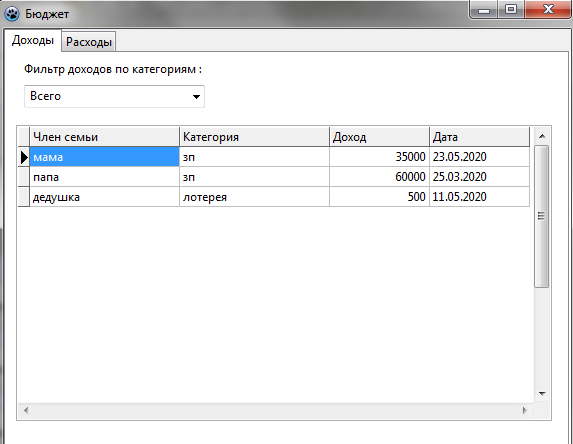 Бюджет
Доходы Расходы
Фильтр доходов по категориям :
Всего
Член семьи Категория Доход Дата
мама зп 35000 23.05.2020
папа зп 60000 25.03.2020
дедушка лотерея 500 11.05.2020